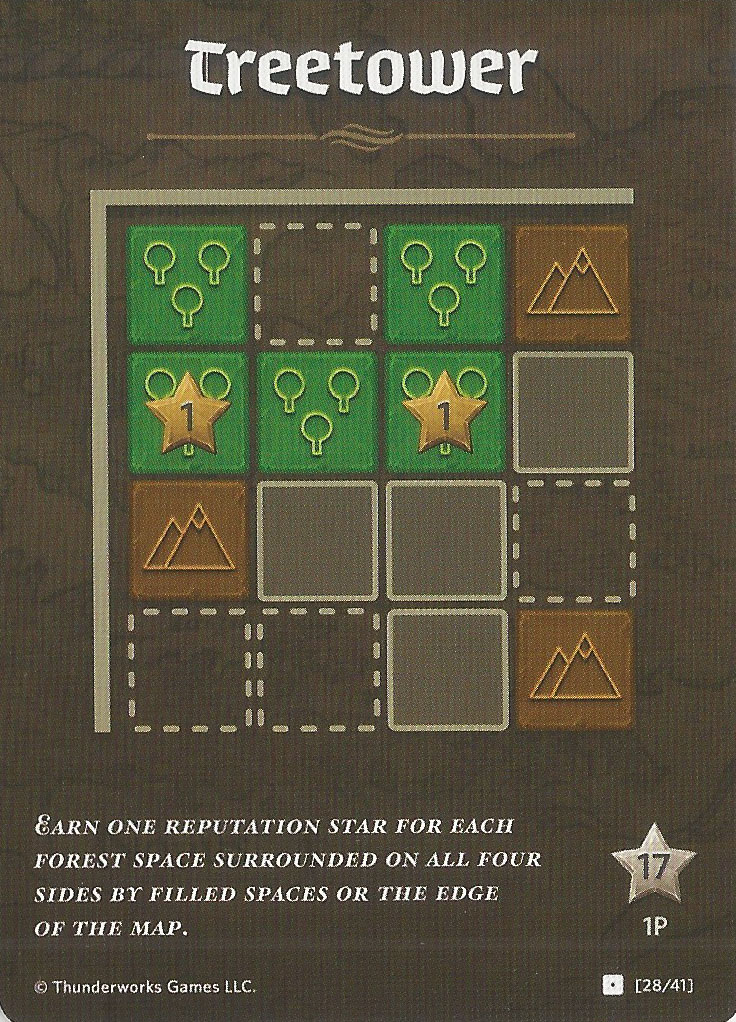 Treetower
1
1
Earn one reputation star for each
forest space surrounded on all four
sides by filled spaces or the edge
of the map.
17
1P
© Thunderworks Games LLC.
[28/41]